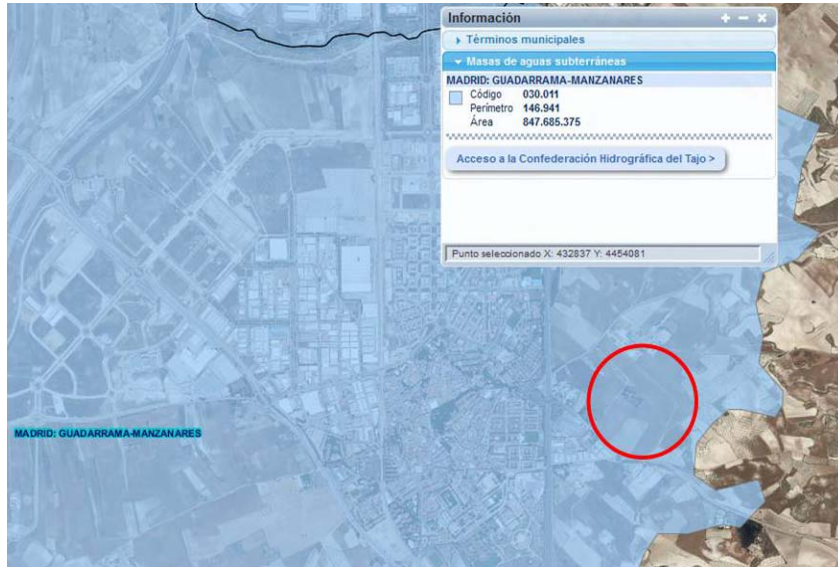 Información
Términos municipales
Masas de aguas subterráneas
MADRID: GUADARRAMA-MANZANARES
Código 030.011
Perimetro 146.941
Área 847.685.375
Acceso a la Confederación Hidrográfica del Tajo >
Punto seleccionado X: 432837 Y: 4454081
MADRID: GUADARRAMA-MANZANARES